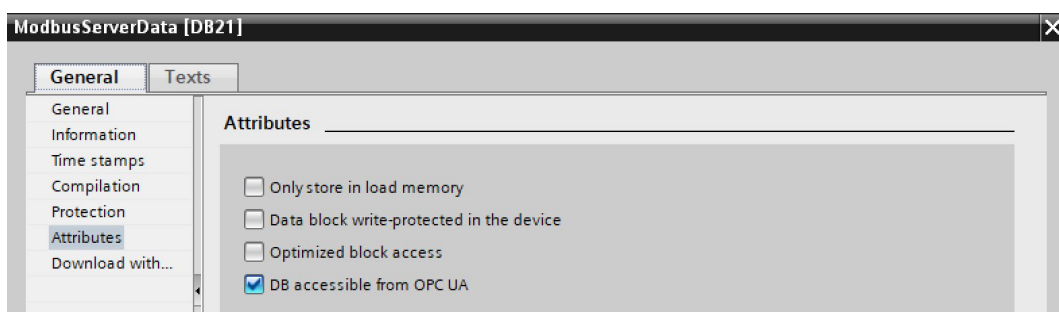 ModbusServerData [DB21]
General Texts
General
Information
Time stamps
Compilation
Protection
Attributes
Download with...
Attributes
Only store in load memory
Data block write-protected in the device
Optimized block access
DB accessible from OPC UA